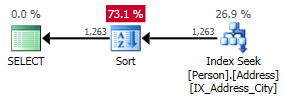 0.0 %
73.1 %
26.9 %
1,263
1,263
SELECT
Sort
Index Seek
[Person].[Address]
[IX_Address_City]